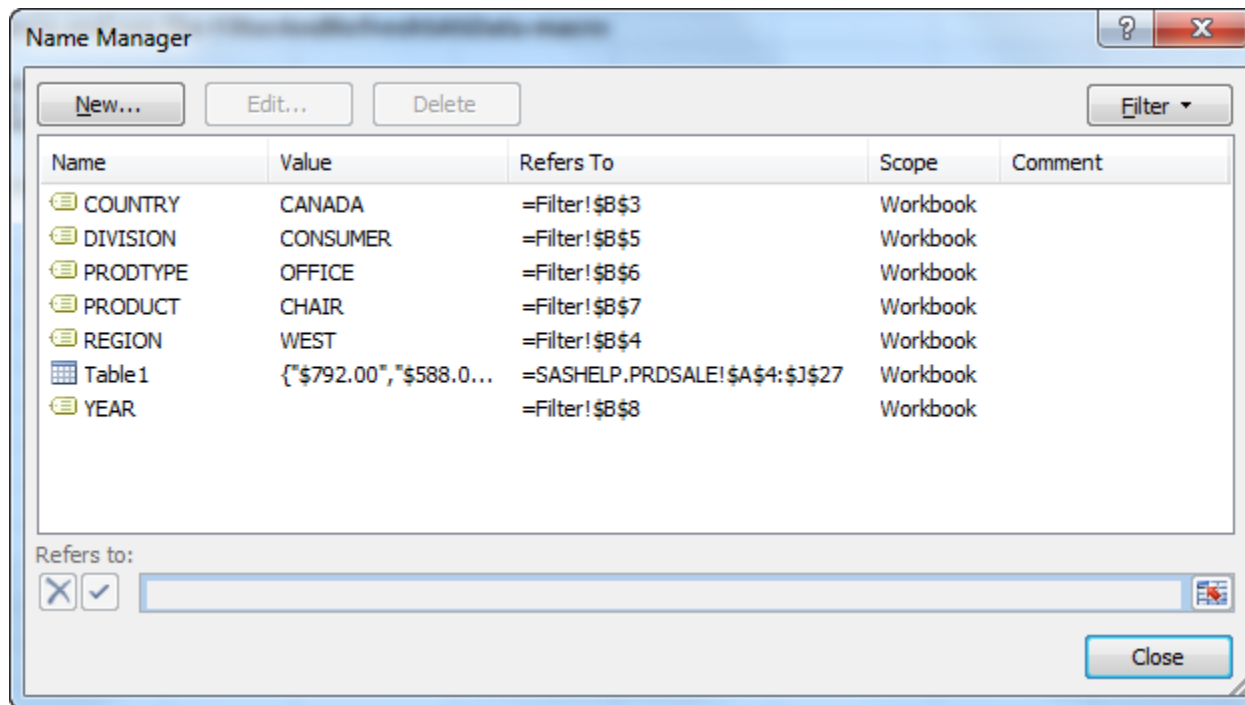 Name Manager
New... Edit... Delete Filter
Name Value Refers To Scope Comment
COUNTRY CANADA =Filter!$B$3 Workbook
DIVISION CONSUMER =Filter!$B$5 Workbook
PRODTYPE OFFICE =Filter!$B$6 Workbook
PRODUCT CHAIR =Filter!$B$7 Workbook
REGION WEST =Filter!$B$4 Workbook
Table1 {"$792.00","$588.0... =SASHELP.PRDSALE!$A$4:$J$27 Workbook
YEAR =Filter!$B$8 Workbook
Refers to:
Close